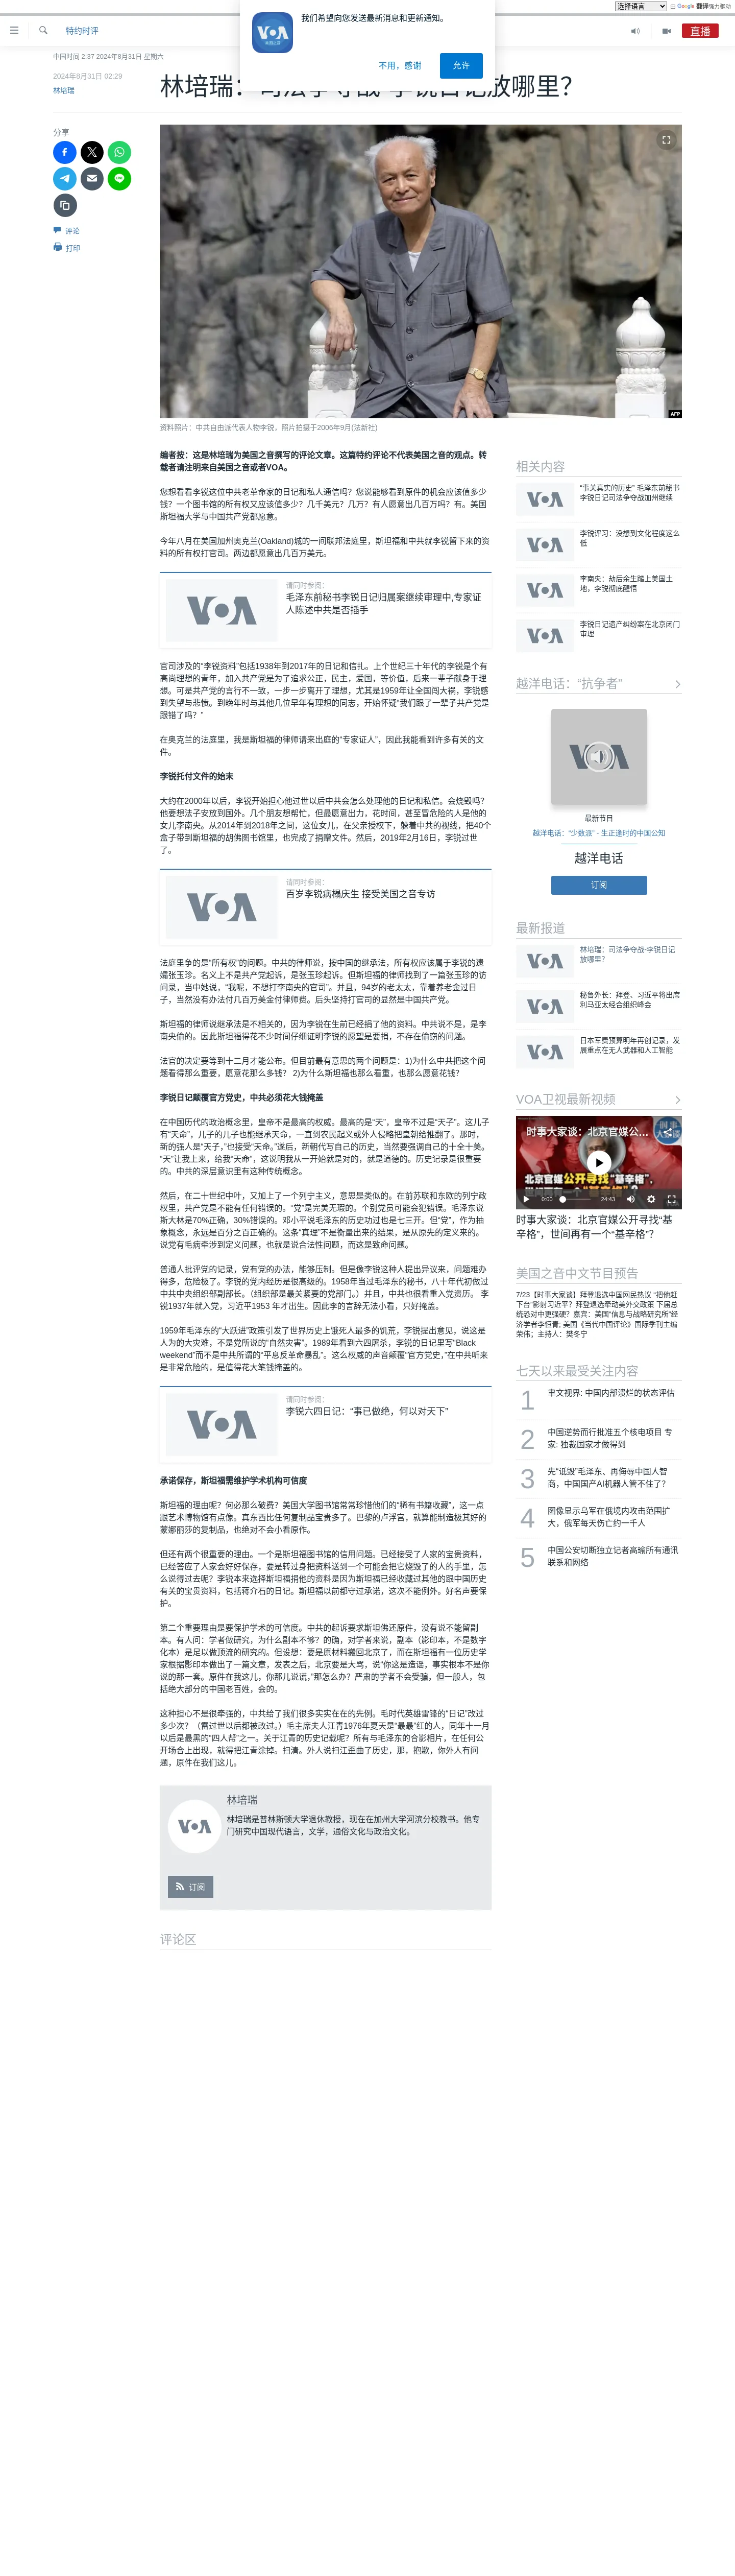 选择语言
由 Google 翻译强力驱动
我们希望向您发送最新消息和更新通知。
不用，感谢
允许
特约时评
直播
中国时间 2:37 2024年8月31日 星期六
2024年8月31日 02:29
林培瑞
林培瑞：司法争夺战-李锐日记放哪里？
分享
评论
打印
AFP
资料照片：中共自由派代表人物李锐，照片拍摄于2006年9月(法新社)
编者按：这是林培瑞为美国之音撰写的评论文章。这篇特约评论不代表美国之音的观点。转
载者请注明来自美国之音或者VOA。
您想看看李锐这位中共老革命家的日记和私人通信吗？您说能够看到原件的机会应该值多少
钱？一个图书馆的所有权又应该值多少？几千美元？几万？有人愿意出几百万吗？有。美国
斯坦福大学与中国共产党都愿意。
今年八月在美国加州奥克兰(Oakland)城的一间联邦法庭里，斯坦福和中共就李锐留下来的资
料的所有权打官司。两边都愿意出几百万美元。
VOA
请同时参阅：
毛泽东前秘书李锐日记归属案继续审理中,专家证
人陈述中共是否插手
官司涉及的“李锐资料”包括1938年到2017年的日记和信扎。上个世纪三十年代的李锐是个有
高尚理想的青年，加入共产党是为了追求公正，民主，爱国，等价值，后来一辈子献身于理
想。可是共产党的言行不一致，一步一步离开了理想，尤其是1959年让全国闯大祸，李锐感
到失望与悲愤。到晚年时与其他几位早年有理想的同志，开始怀疑“我们跟了一辈子共产党是
跟错了吗？”
在奥克兰的法庭里，我是斯坦福的律师请来出庭的“专家证人”，因此我能看到许多有关的文
件。
李锐托付文件的始末
大约在2000年以后，李锐开始担心他过世以后中共会怎么处理他的日记和私信。会烧毁吗？
他要想法子安放到国外。几个朋友想帮忙，但最愿意出力，花时间，甚至冒危险的人是他的
女儿李南央。从2014年到2018年之间，这位女儿，在父亲授权下，躲着中共的视线，把40个
盒子带到斯坦福的胡佛图书馆里，也完成了捐赠文件。然后，2019年2月16日，李锐过世
了。
VOA
请同时参阅：
百岁李锐病榻庆生 接受美国之音专访
法庭里争的是“所有权”的问题。中共的律师说，按中国的继承法，所有权应该属于李锐的遗
孀张玉珍。名义上不是共产党起诉，是张玉珍起诉。但斯坦福的律师找到了一篇张玉珍的访
问录，当中她说，“我呢，不想打李南央的官司”。并且，94岁的老太太，靠着养老金过日
子，当然没有办法付几百万美金付律师费。后头坚持打官司的显然是中国共产党。
斯坦福的律师说继承法是不相关的，因为李锐在生前已经捐了他的资料。中共说不是，是李
南央偷的。因此斯坦福得花不少时间仔细证明李锐的愿望是要捐，不存在偷窃的问题。
法官的决定要等到十二月才能公布。但目前最有意思的两个问题是：1)为什么中共把这个问
题看得那么重要，愿意花那么多钱？ 2)为什么斯坦福也那么看重，也那么愿意花钱？
李锐日记颠覆官方党史，中共必须花大钱掩盖
在中国历代的政治概念里，皇帝不是最高的权威。最高的是“天”，皇帝不过是“天子”。这儿子
有“天命”，儿子的儿子也能继承天命，一直到农民起义或外人侵略把皇朝给推翻了。那时，
新的强人是“天子，”也接受“天命。”遂后，新朝代写自己的历史，当然要强调自己的十全十美。
“天”让我上来，给我“天命”，这说明我从一开始就是对的，就是道德的。历史记录是很重要
的。中共的深层意识里有这种传统概念。
然后，在二十世纪中叶，又加上了一个列宁主义，意思是类似的。在前苏联和东欧的列宁政
权里，共产党是不能有任何错误的。“党”是完美无瑕的。个别党员可能会犯错误。毛泽东说
斯大林是70%正确，30%错误的。邓小平说毛泽东的历史功过也是七三开。但“党”，作为抽
象概念，永远是百分之百正确的。这条“真理”不是衡量出来的结果，是从原先的定义来的。
说党有毛病牵涉到定义问题，也就是说合法性问题，而这是致命问题。
普通人批评党的记录，党有党的办法，能够压制。但是像李锐这种人提出异议来，问题难办
得多，危险极了。李锐的党内经历是很高级的。1958年当过毛泽东的秘书，八十年代初做过
中共中央组织部副部长。（组织部是最关紧要的党部门。）并且，中共也很看重入党资历。 李
锐1937年就入党，习近平1953 年才出生。因此李的言辞无法小看，只好掩盖。
1959年毛泽东的“大跃进”政策引发了世界历史上饿死人最多的饥荒，李锐提出意见，说这是
人为的大灾难，不是党所说的“自然灾害”。1989年看到六四屠杀，李锐的日记里写“Black
weekend”而不是中共所谓的“平息反革命暴乱”。这么权威的声音颠覆“官方党史，”在中共听来
是非常危险的，是值得花大笔钱掩盖的。
VOA
请同时参阅：
李锐六四日记：“事已做绝，何以对天下”
承诺保存，斯坦福需维护学术机构可信度
斯坦福的理由呢？何必那么破费？美国大学图书馆常常珍惜他们的“稀有书籍收藏”，这一点
跟艺术博物馆有点像。真东西比任何复制品宝贵多了。巴黎的卢浮宫，就算能制造极其好的
蒙娜丽莎的复制品，也绝对不会小看原作。
但还有两个很重要的理由。一个是斯坦福图书馆的信用问题。已经接受了人家的宝贵资料，
已经答应了人家会好好保存，要是转过身把资料送到一个可能会把它烧毁了的人的手里，怎
么说得过去呢？李锐本来选择斯坦福捐他的资料是因为斯坦福已经收藏过其他的跟中国历史
有关的宝贵资料，包括蒋介石的日记。斯坦福以前都守过承诺，这次不能例外。好名声要保
护。
第二个重要理由是要保护学术的可信度。中共的起诉要求斯坦佛还原件，没有说不能留副
本。有人问：学者做研究，为什么副本不够？的确，对学者来说，副本（影印本，不是数字
化本）是足以做顶流的研究的。但设想：要是原材料搬回北京了，而在斯坦福有一位历史学
家根据影印本做出了一篇文章，发表之后，北京要是大骂，说“你这是造谣，事实根本不是你
说的那一套。原件在我这儿，你那儿说谎，”那怎么办？严肃的学者不会受骗，但一般人，包
括绝大部分的中国老百姓，会的。
这种担心不是很牵强的，中共给了我们很多实实在在的先例。毛时代英雄雷锋的“日记”改过
多少次？（雷过世以后都被改过。）毛主席夫人江青1976年夏天是“最最”红的人，同年十一月
以后是最黑的“四人帮”之一。关于江青的历史记载呢？所有与毛泽东的合影相片，在任何公
开场合上出现，就得把江青涂掉。扫清。外人说扫江歪曲了历史，那，抱歉，你外人有问
题，原件在我们这儿。
VOA
林培瑞
林培瑞是普林斯顿大学退休教授，现在在加州大学河滨分校教书。他专
门研究中国现代语言，文学，通俗文化与政治文化。
订阅
评论区
相关内容
“事关真实的历史” 毛泽东前秘书
李锐日记司法争夺战加州继续
李锐评习：没想到文化程度这么
低
李南央：劫后余生踏上美国土
地，李锐彻底醒悟
李锐日记遗产纠纷案在北京闭门
审理
越洋电话：“抗争者”
最新节目
越洋电话：“少数派” - 生正逢时的中国公知
越洋电话
订阅
最新报道
林培瑞：司法争夺战-李锐日记
放哪里？
秘鲁外长：拜登、习近平将出席
利马亚太经合组织峰会
日本军费预算明年再创记录，发
展重点在无人武器和人工智能
VOA卫视最新视频
时事大家谈：北京官媒公...
北京官媒公开寻找“基辛格”,
0:00
24:43
时事大家谈：北京官媒公开寻找“基
辛格”，世间再有一个“基辛格”？
美国之音中文节目预告
7/23【时事大家谈】拜登退选中国网民热议 “把他赶
下台”影射习近平？拜登退选牵动美外交政策 下届总
统恐对中更强硬？嘉宾：美国“信息与战略研究所”经
济学者李恒青; 美国《当代中国评论》国际季刊主编
荣伟；主持人：樊冬宁
七天以来最受关注内容
1
聿文视界: 中国内部溃烂的状态评估
2
中国逆势而行批准五个核电项目 专
家: 独裁国家才做得到
3
先“诋毁”毛泽东、再侮辱中国人智
商，中国国产AI机器人管不住了？
4
图像显示乌军在俄境内攻击范围扩
大，俄军每天伤亡约一千人
5
中国公安切断独立记者高瑜所有通讯
联系和网络